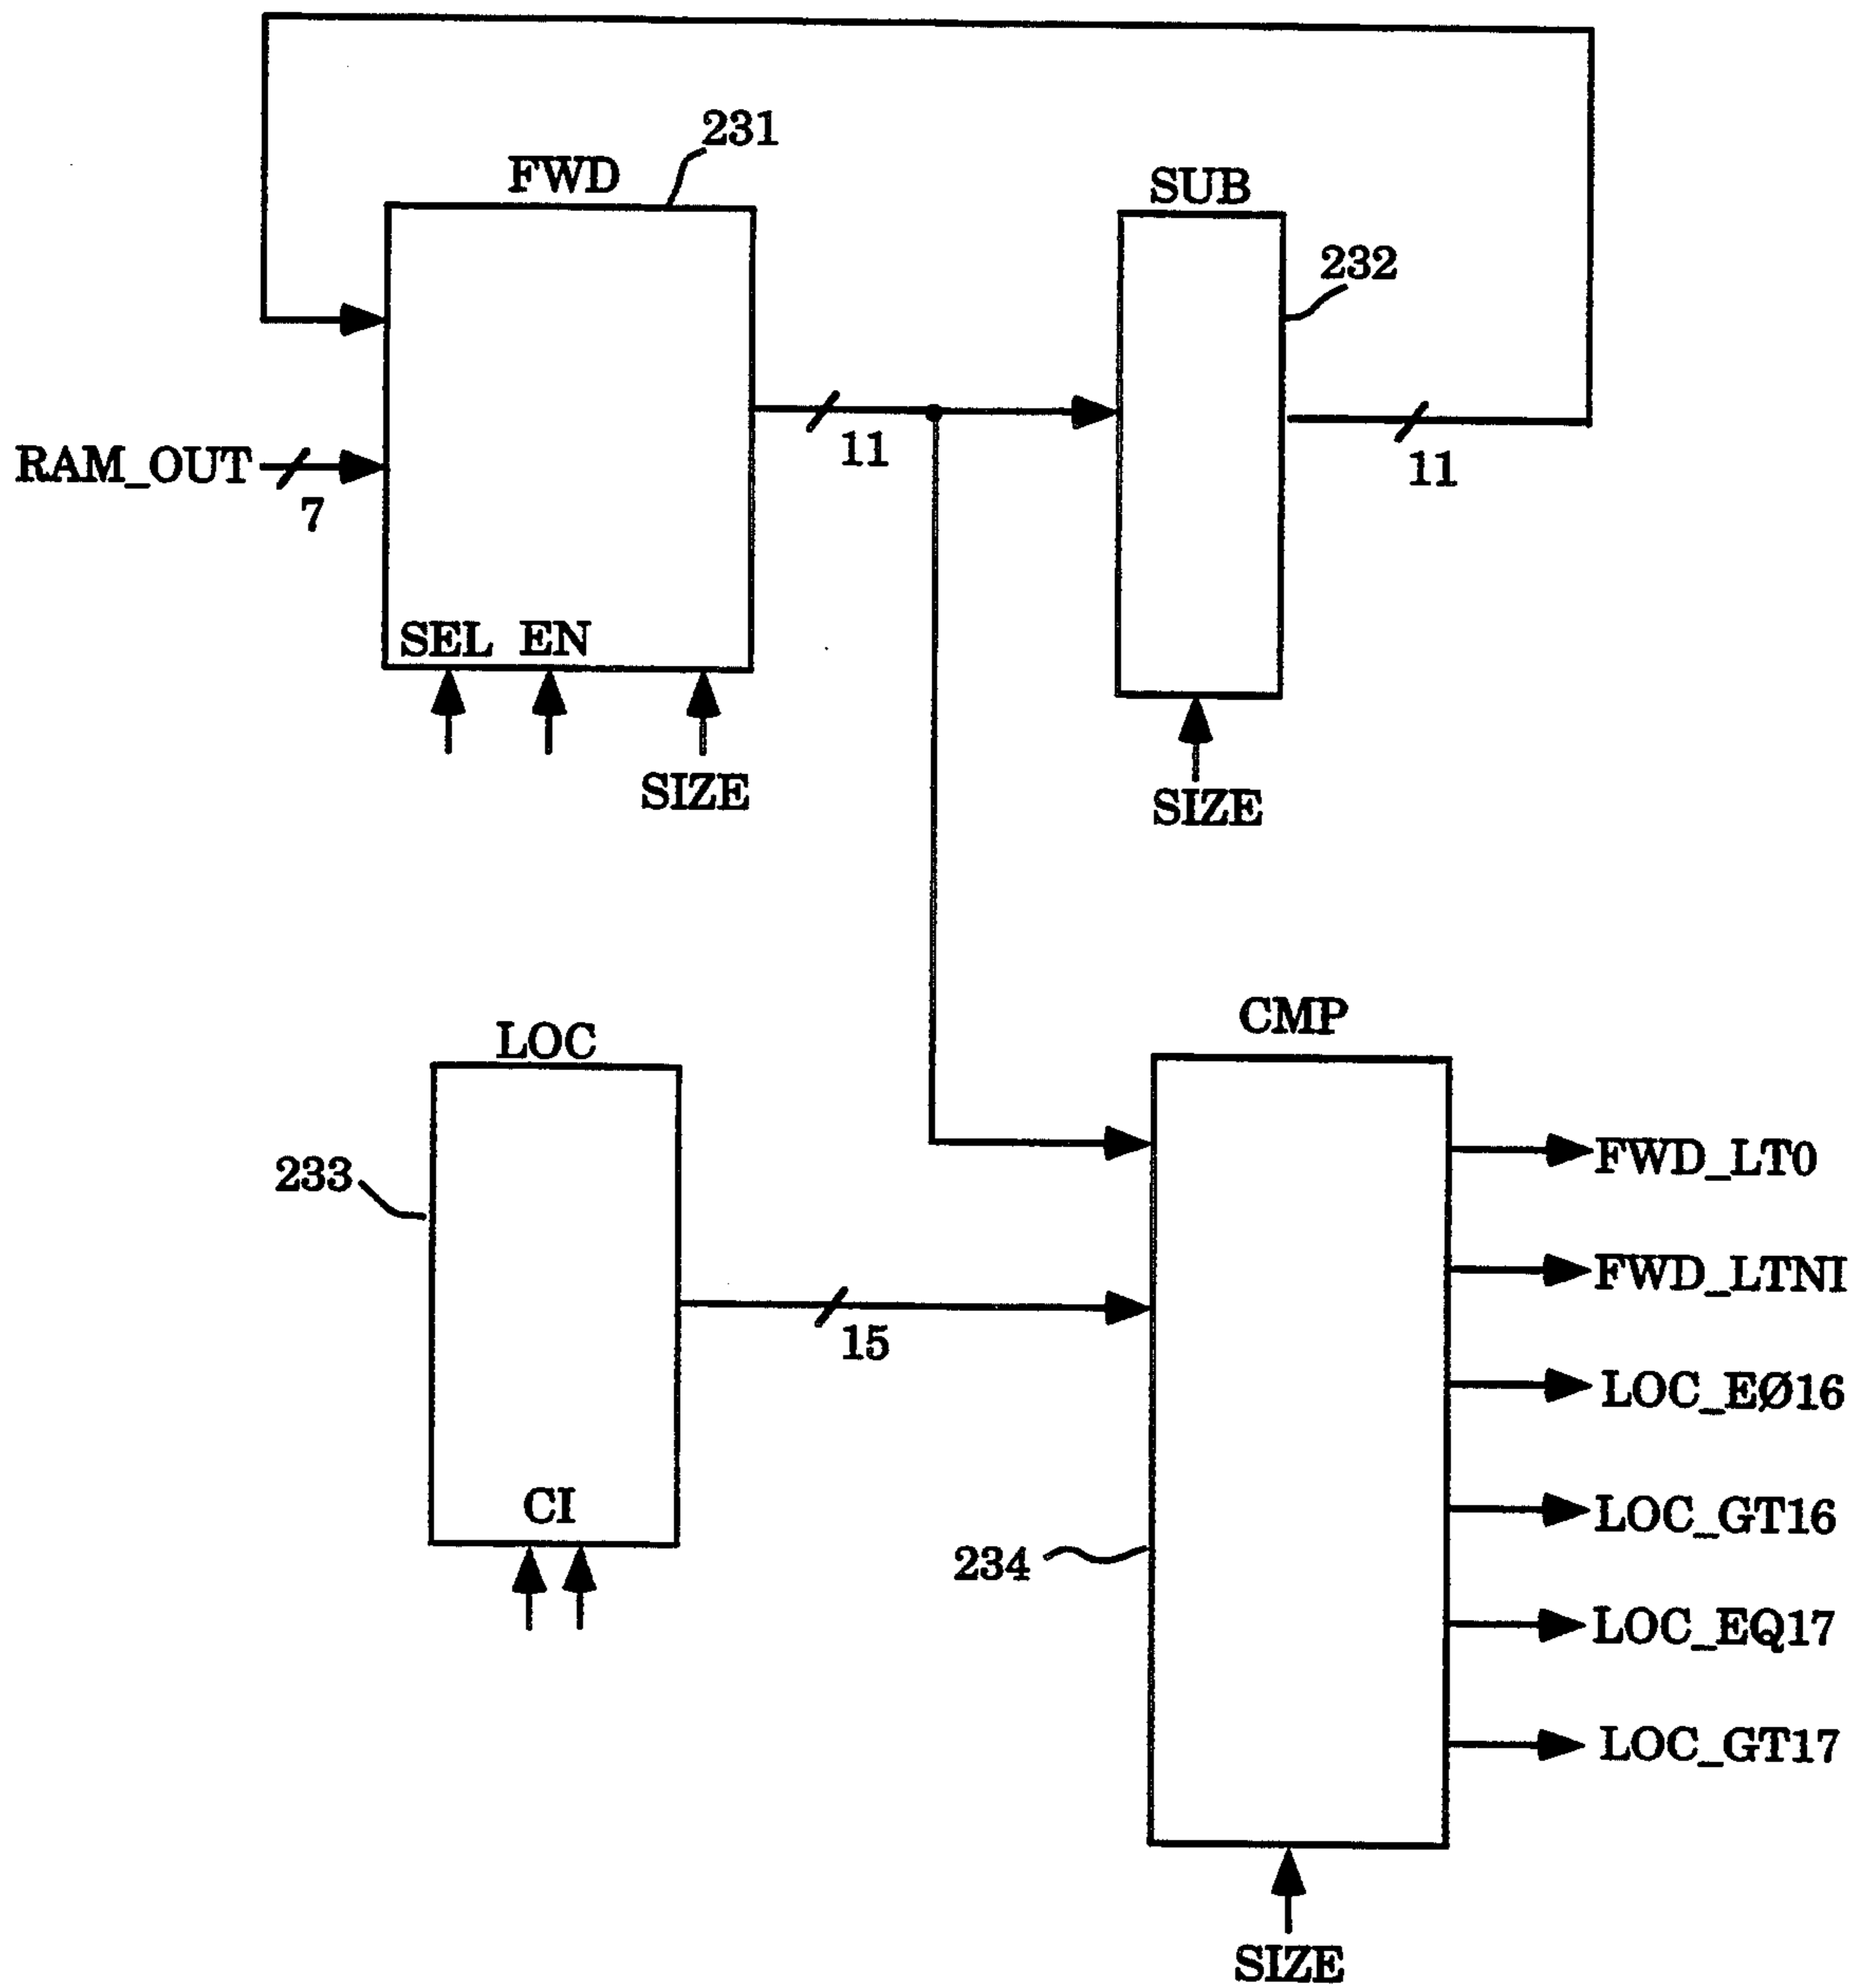 231
FWD
SUB
232
11
RAM_OUT
7
11
SEL EN
SIZE
SIZE
CMP
LOC
FWD_LT0
233
FWD_LTNI
15
LOC_EØ16
CI
LOC_GT16
234
LOC_EQ17
LOC_GT17
SIZE